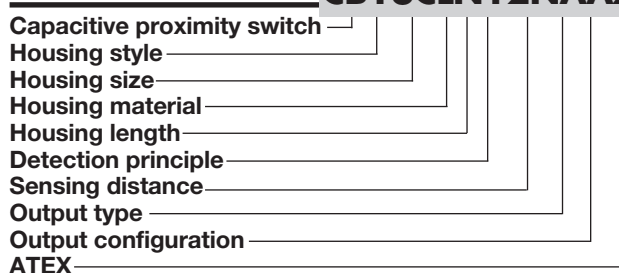 Capacitive proximity switch
Housing style
Housing size
Housing material
Housing length
Detection principle
Sensing distance
Output type
Output configuration
ATEX